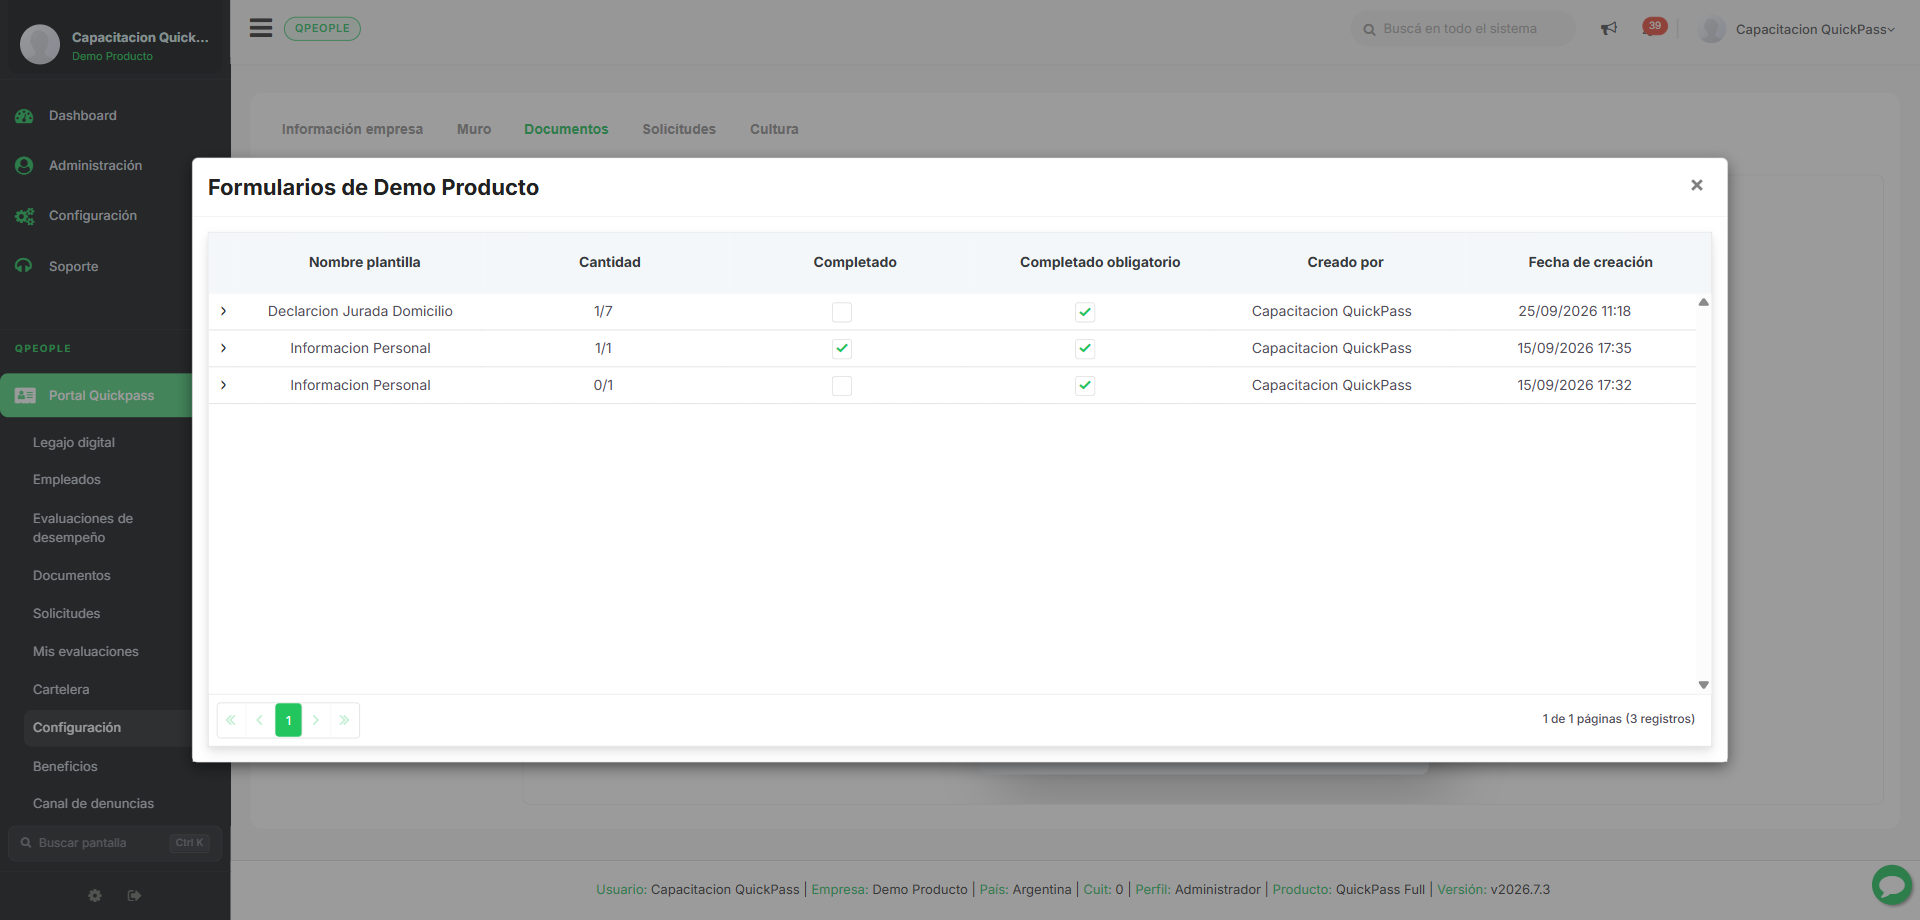 Capacitacion Quick...
Demo Producto
QPEOPLE
Buscá en todo el sistema
39
Capacitacion QuickPass
Dashboard
Administración
Configuración
Soporte
QPEOPLE
Portal Quickpass
Legajo digital
Empleados
Evaluaciones de
desempeño
Documentos
Solicitudes
Mis evaluaciones
Cartelera
Configuración
Beneficios
Canal de denuncias
Buscar pantalla Ctrl K
Información empresa Muro Documentos Solicitudes Cultura
Formularios de Demo Producto
Nombre plantilla Cantidad Completado Completado obligatorio Creado por Fecha de creación
Declarcion Jurada Domicilio 1/7 Capacitacion QuickPass 25/09/2026 11:18
Informacion Personal 1/1 Capacitacion QuickPass 15/09/2026 17:35
Informacion Personal 0/1 Capacitacion QuickPass 15/09/2026 17:32
1
1 de 1 páginas (3 registros)
Usuario: Capacitacion QuickPass | Empresa: Demo Producto | País: Argentina | Cuit: 0 | Perfil: Administrador | Producto: QuickPass Full | Versión: v2026.7.3